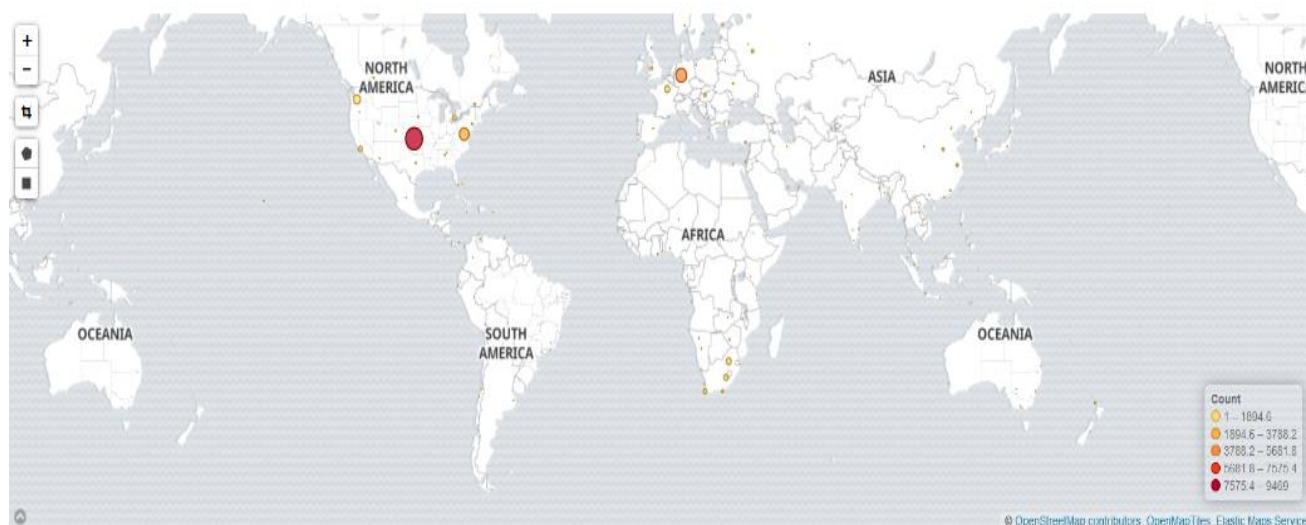 +
−
NORTH
AMERICA
ASIA
NORTH
AMERICA
AFRICA
OCEANIA
SOUTH
AMERICA
OCEANIA
Count
1 – 1894.6
1894.6 – 3788.2
3788.2 – 5681.8
5681.8 – 7575.4
7575.4 – 9469
© OpenStreetMap contributors, OpenMapTiles, Elastic Maps Service